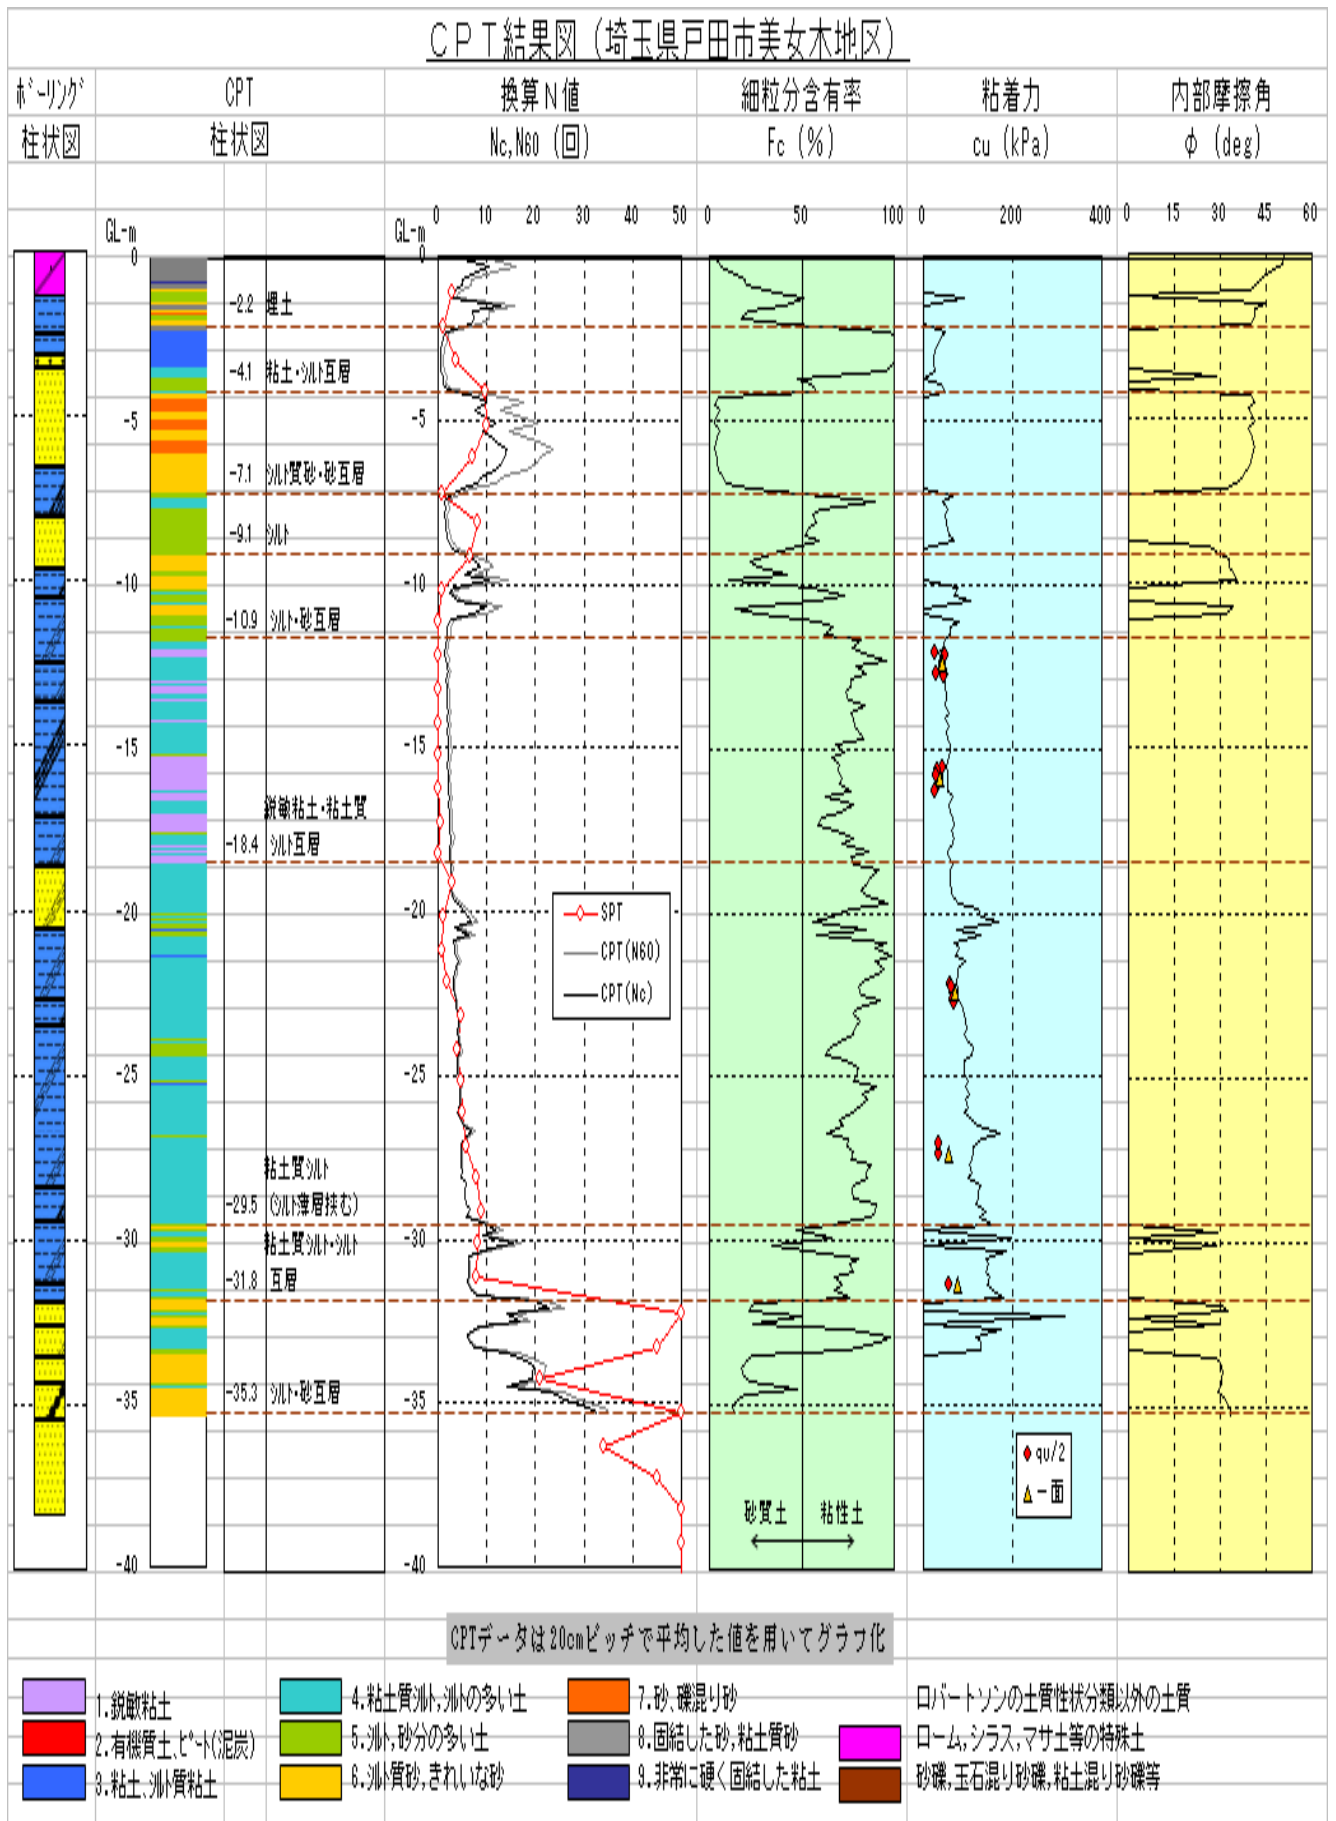 CPT結果図(埼玉県戸田市美女木地区)
ボーリング CPT 換算N値 細粒分含有率 粘着力 内部摩擦角
柱状図 柱状図 Nc,N60 (回) Fc (%) cu (kPa) φ (deg)
GL-m GL-m 0 10 20 30 40 50 0 50 100 0 200 400 0 15 30 45 60
0 0
-2.2 埋土
-4.1 粘土・シルト互層
-5 -5
-7.1 シルト質砂・砂互層
-9.1 シルト
-10 -10
-10.9 シルト・砂互層
-15 -15
鋭敏粘土・粘土質
-18.4 シルト互層
-20 -20
SPT
CPT(N60)
CPT(Nc)
-25 -25
粘土質シルト
-29.5 (シルト薄層挟む)
-30 -30
粘土質シルト・シルト
-31.8 互層
-35 -35.3 シルト・砂互層 -35
qu/2
一面
砂質土 粘性土
-40 -40
CPTデータは20cmピッチで平均した値を用いてグラフ化
1.鋭敏粘土 4.粘土質シルト,シルトの多い土 7.砂,礫混り砂 ロバートソンの土質性状分類以外の土質
2.有機質土、ピート(泥炭) 5.シルト,砂分の多い土 8.固結した砂,粘土質砂 ローム,シラス,マサ土等の特殊土
3.粘土、シルト質粘土 6.シルト質砂,きれいな砂 9.非常に硬く固結した粘土 砂礫,玉石混り砂礫,粘土混り砂礫等